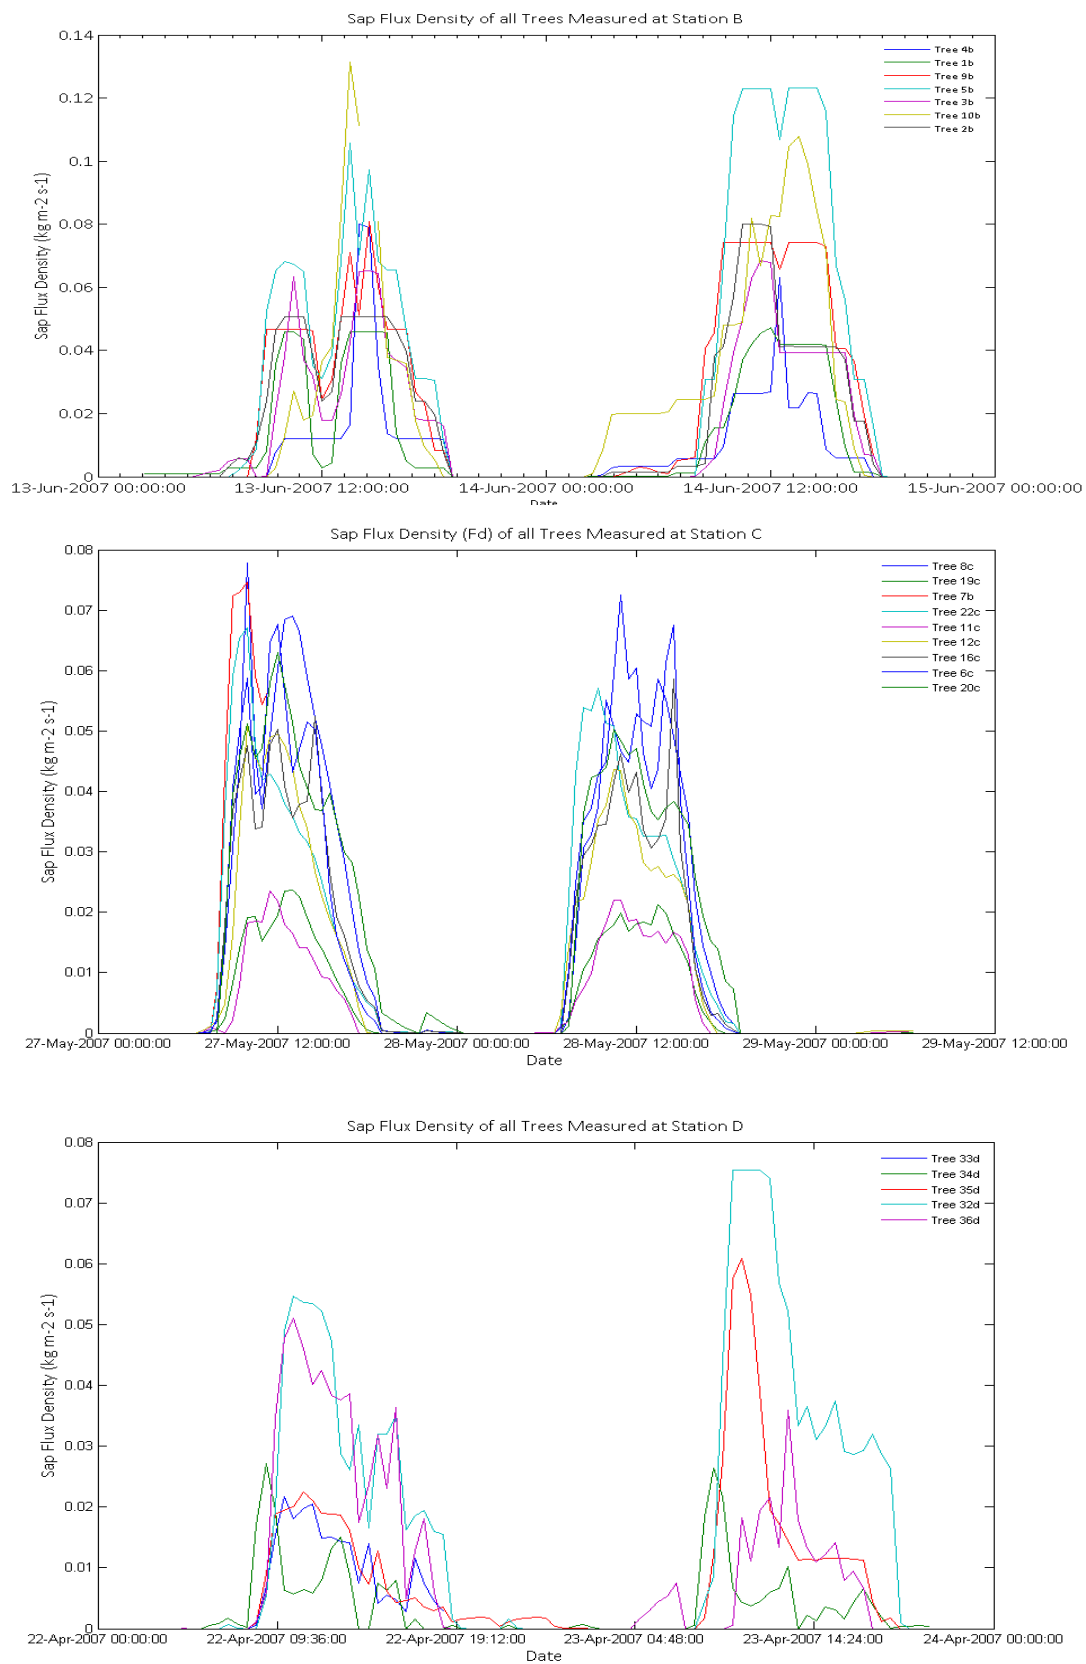 Sap Flux Density of all Trees Measured at Station B
Sap Flux Density (kg m-2 s-1)
0.14
0.12
0.1
0.08
0.06
0.04
0.02
0
Tree 4b
Tree 1b
Tree 9b
Tree 5b
Tree 3b
Tree 10b
Tree 2b
13-Jun-2007 00:00:00
13-Jun-2007 12:00:00
14-Jun-2007 00:00:00
14-Jun-2007 12:00:00
15-Jun-2007 00:00:00
Date
Sap Flux Density (Fd) of all Trees Measured at Station C
Sap Flux Density (kg m-2 s-1)
0.08
0.07
0.06
0.05
0.04
0.03
0.02
0.01
0
Tree 8c
Tree 19c
Tree 7b
Tree 22c
Tree 11c
Tree 12c
Tree 16c
Tree 6c
Tree 20c
27-May-2007 00:00:00
27-May-2007 12:00:00
28-May-2007 00:00:00
28-May-2007 12:00:00
29-May-2007 00:00:00
29-May-2007 12:00:00
Date
Sap Flux Density of all Trees Measured at Station D
Sap Flux Density (kg m-2 s-1)
0.08
0.07
0.06
0.05
0.04
0.03
0.02
0.01
0
Tree 33d
Tree 34d
Tree 35d
Tree 32d
Tree 36d
22-Apr-2007 00:00:00
22-Apr-2007 09:36:00
22-Apr-2007 19:12:00
23-Apr-2007 04:48:00
23-Apr-2007 14:24:00
24-Apr-2007 00:00:00
Date